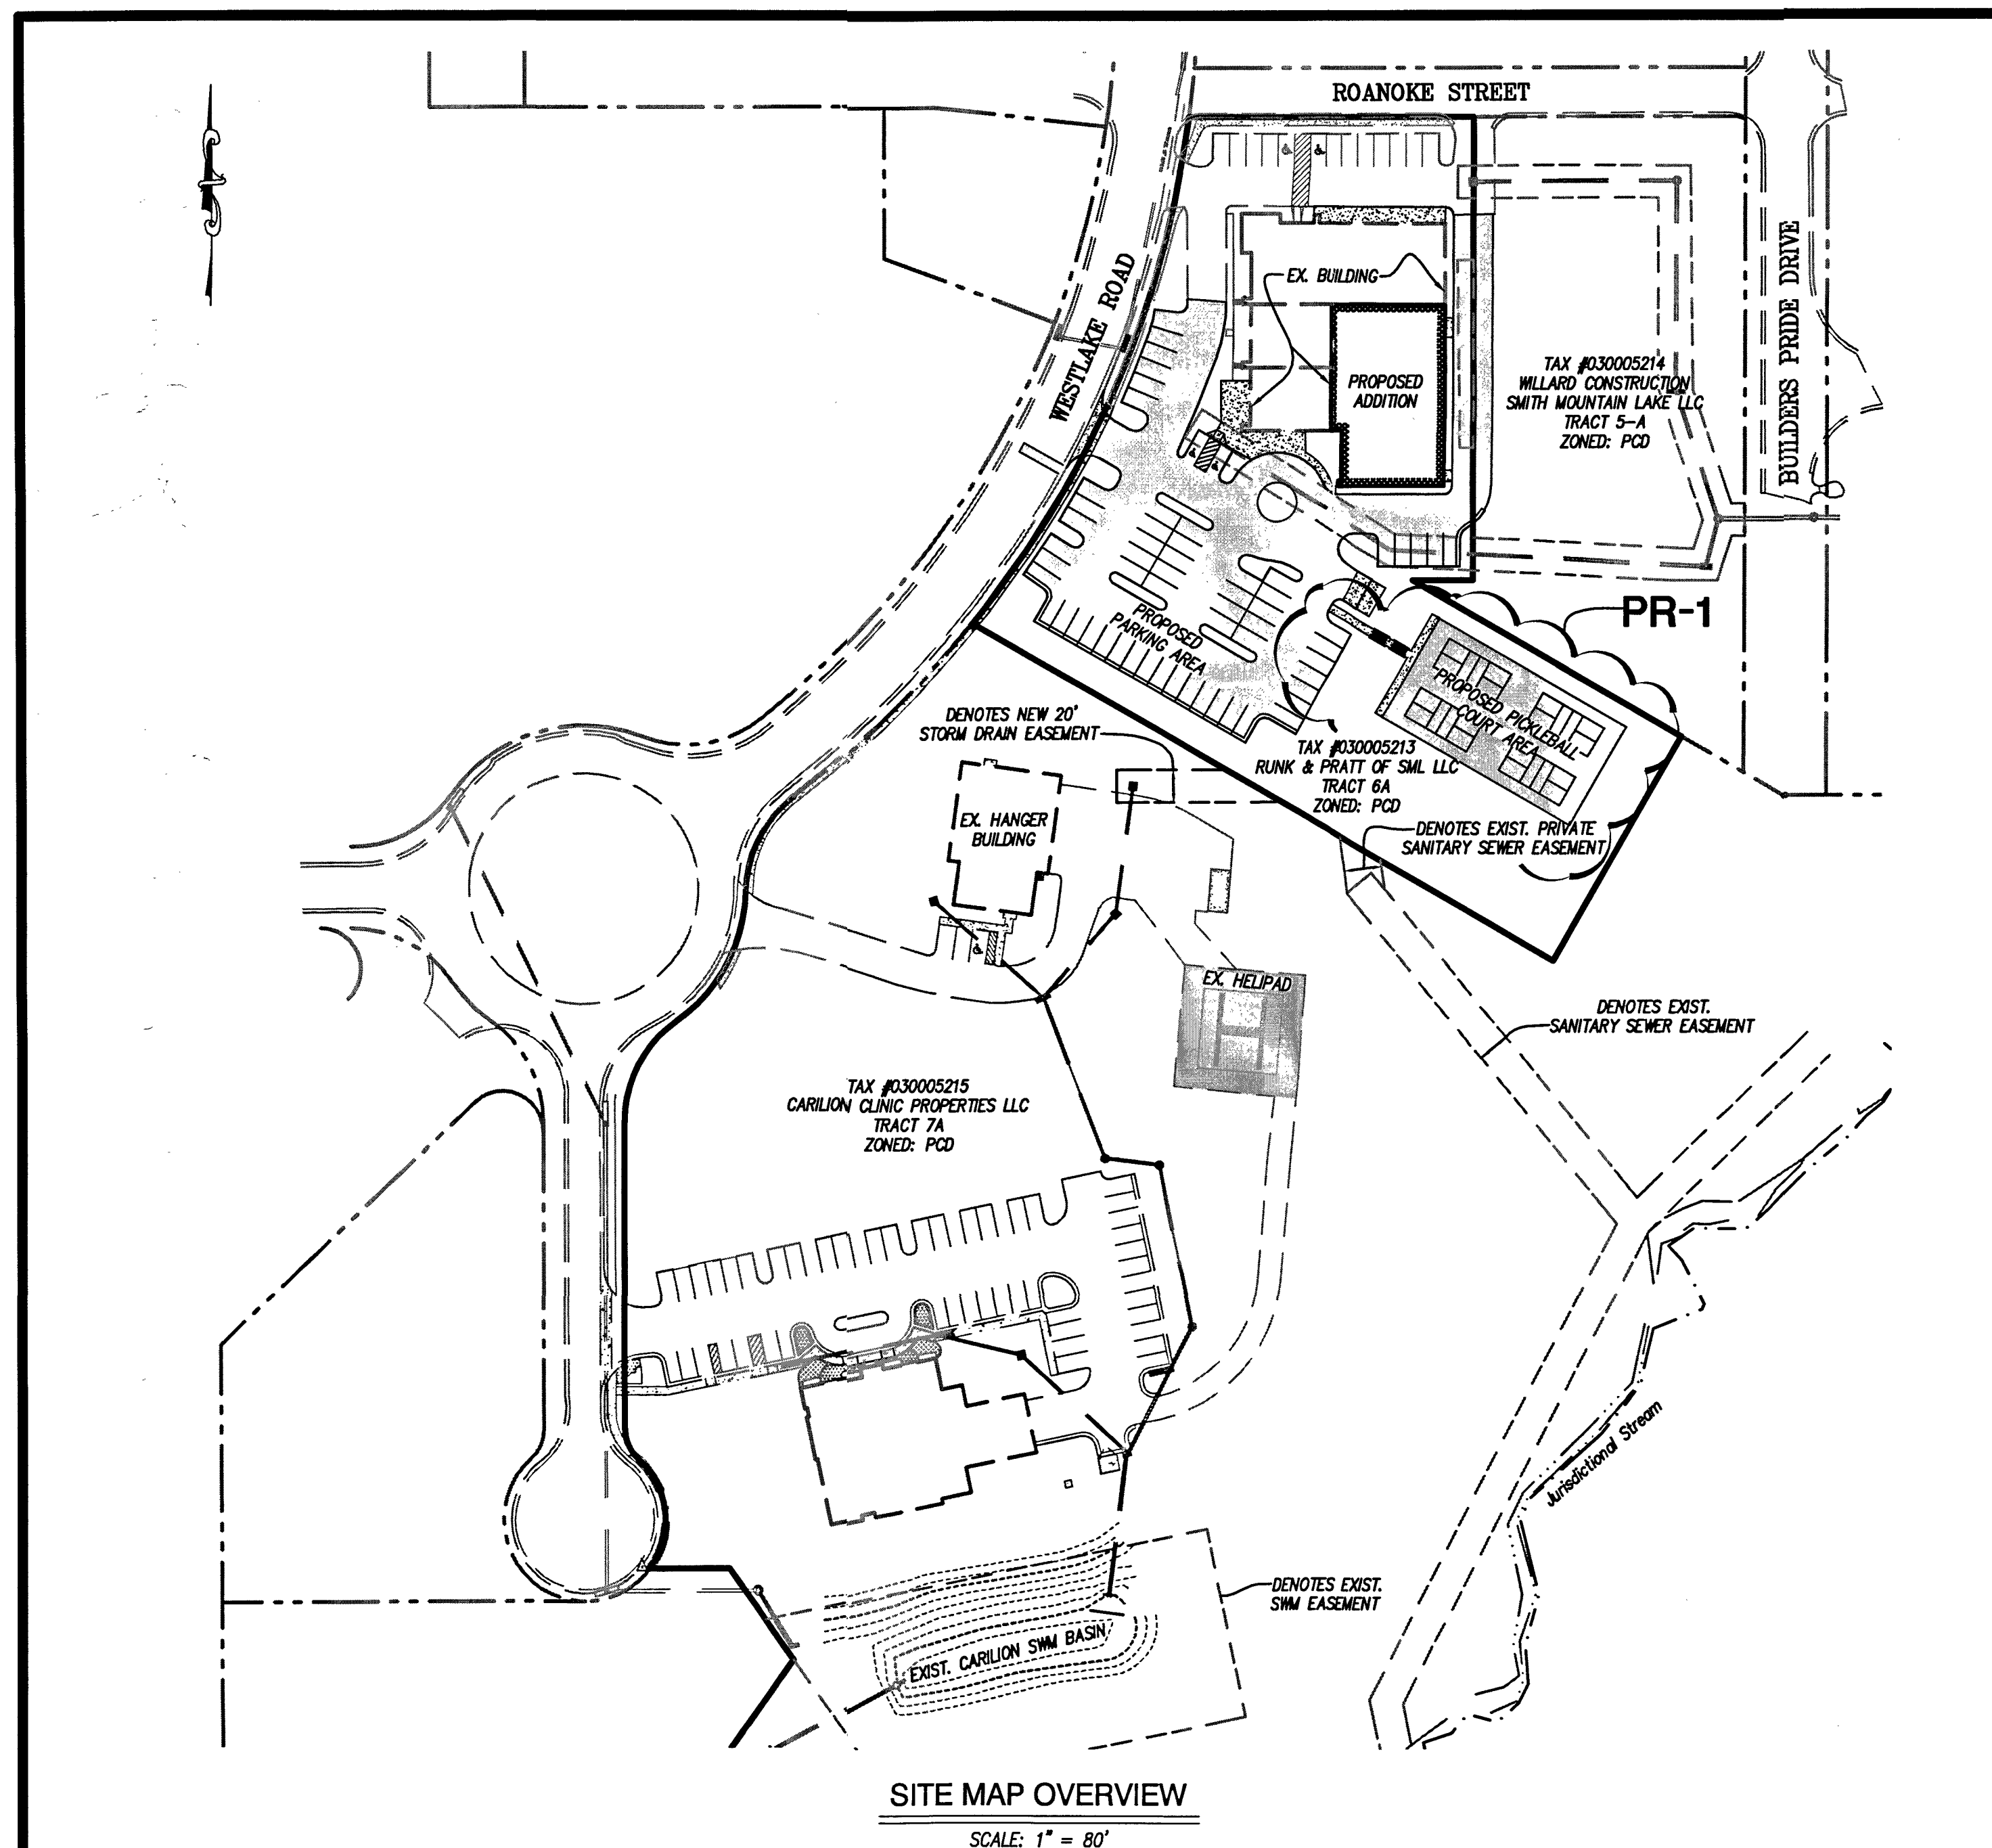 ROANOKE STREET
WESTLAKE ROAD
BUILDERS PRIDE DRIVE
EX. BUILDING
PROPOSED
ADDITION
TAX #030005214
WILLARD CONSTRUCTION
SMITH MOUNTAIN LAKE LLC
TRACT 5-A
ZONED: PCD
PR-1
PROPOSED
PARKING AREA
PROPOSED PICKLEBALL
COURT AREA
DENOTES NEW 20'
STORM DRAIN EASEMENT
TAX #030005213
RUNK & PRATT OF SML LLC
TRACT 6A
ZONED: PCD
EX. HANGER
BUILDING
DENOTES EXIST. PRIVATE
SANITARY SEWER EASEMENT
EX. HELIPAD
DENOTES EXIST.
SANITARY SEWER EASEMENT
TAX #030005215
CARILION CLINIC PROPERTIES LLC
TRACT 7A
ZONED: PCD
Jurisdictional Stream
DENOTES EXIST.
SWM EASEMENT
EXIST. CARILION SWM BASIN
SITE MAP OVERVIEW
SCALE: 1" = 80'